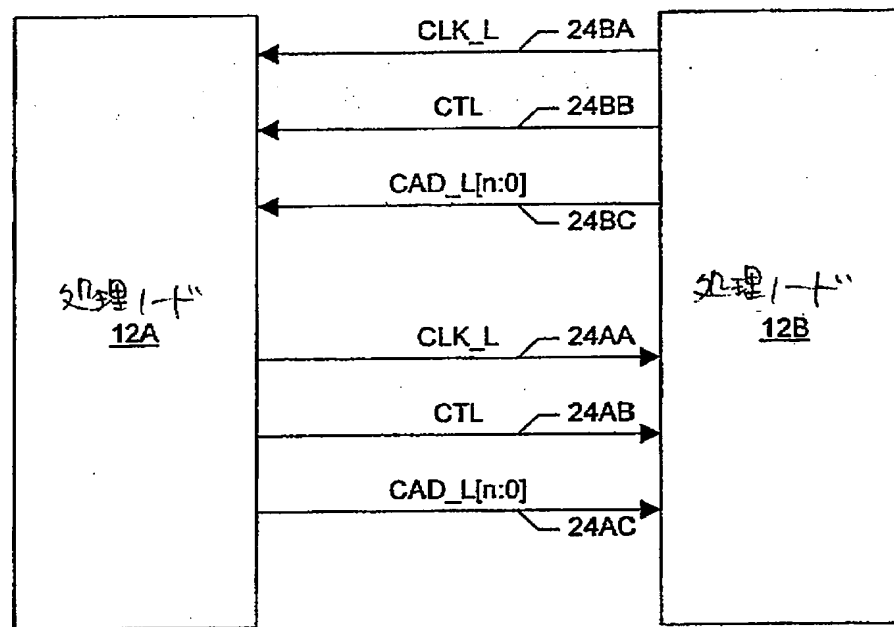 CLK_L 24BA
CTL 24BB
CAD_L[n:0]
24BC
処理ノード
12A
処理ノード
12B
CLK_L 24AA
CTL 24AB
CAD_L[n:0]
24AC